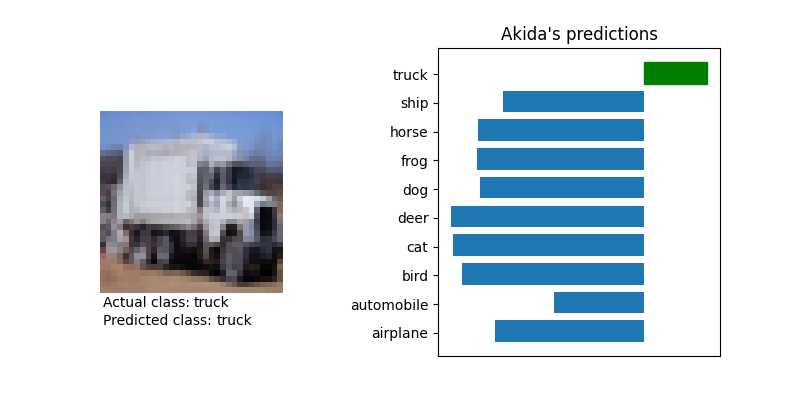 Akida's predictions
truck
ship
horse
frog
dog
deer
cat
bird
automobile
airplane
Actual class: truck
Predicted class: truck